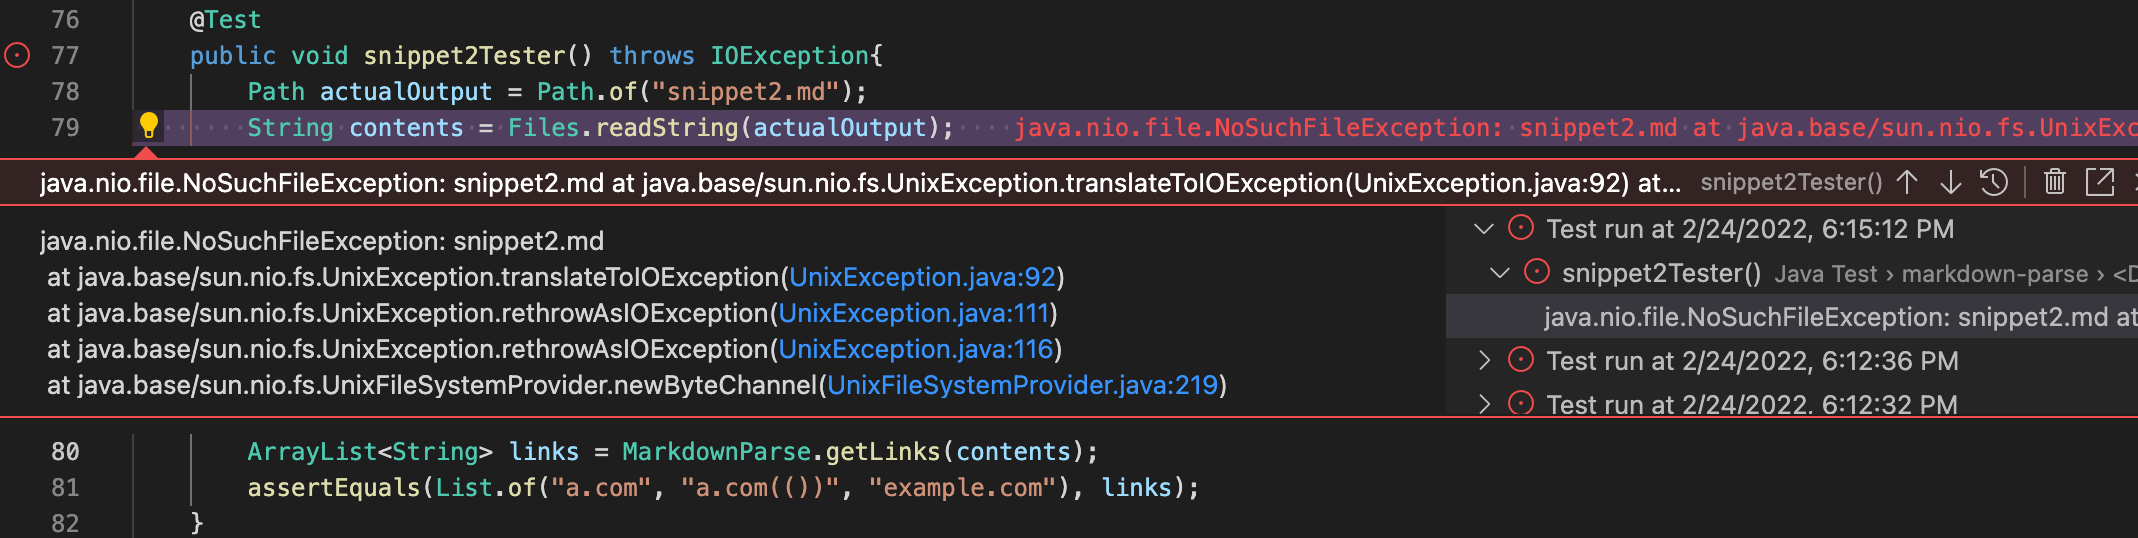 76 @Test
77 public void snippet2Tester() throws IOException{
78 Path actualOutput = Path.of("snippet2.md");
79 String contents = Files.readString(actualOutput); java.nio.file.NoSuchFileException: snippet2.md at java.base/sun.nio.fs.UnixExc
java.nio.file.NoSuchFileException: snippet2.md at java.base/sun.nio.fs.UnixException.translateToIOException(UnixException.java:92) at... snippet2Tester()
java.nio.file.NoSuchFileException: snippet2.md
at java.base/sun.nio.fs.UnixException.translateToIOException(UnixException.java:92)
at java.base/sun.nio.fs.UnixException.rethrowAsIOException(UnixException.java:111)
at java.base/sun.nio.fs.UnixException.rethrowAsIOException(UnixException.java:116)
at java.base/sun.nio.fs.UnixFileSystemProvider.newByteChannel(UnixFileSystemProvider.java:219)
Test run at 2/24/2022, 6:15:12 PM
snippet2Tester() Java Test › markdown-parse › <D
java.nio.file.NoSuchFileException: snippet2.md at
Test run at 2/24/2022, 6:12:36 PM
Test run at 2/24/2022, 6:12:32 PM
80 ArrayList<String> links = MarkdownParse.getLinks(contents);
81 assertEquals(List.of("a.com", "a.com(())", "example.com"), links);
82 }